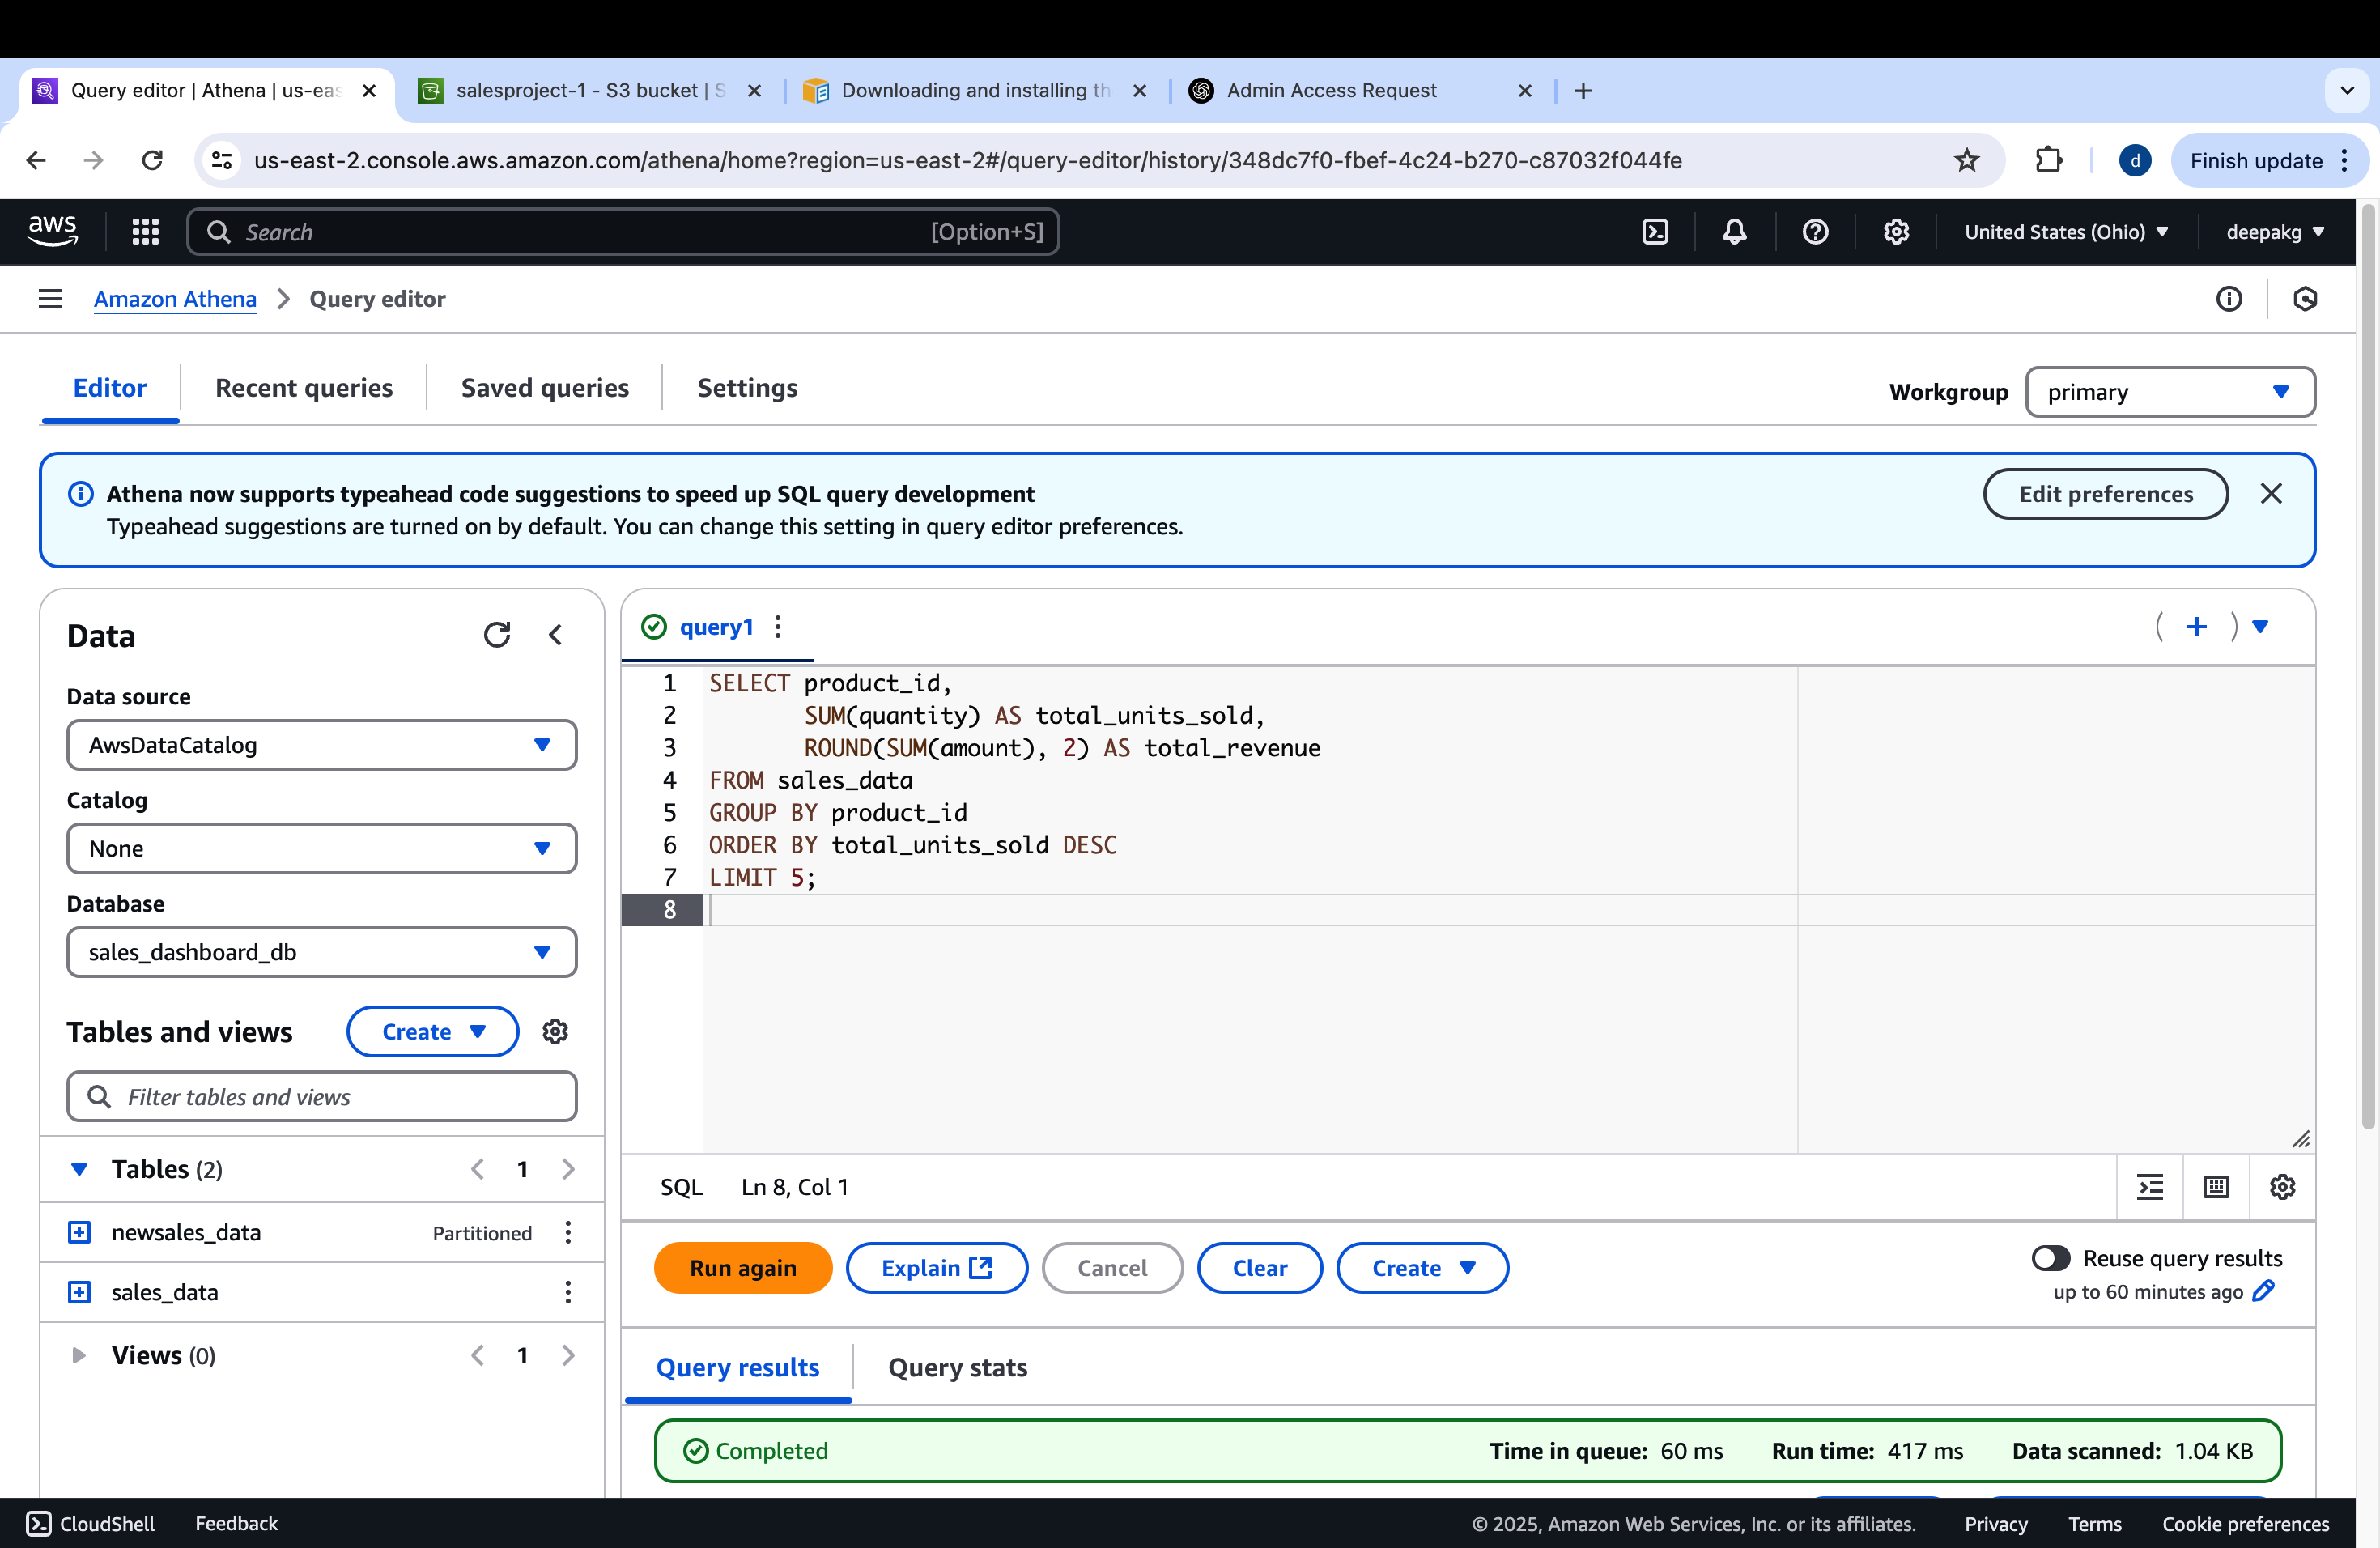 Query editor | Athena | us-eas
salesproject-1 - S3 bucket | S
Downloading and installing th
Admin Access Request
us-east-2.console.aws.amazon.com/athena/home?region=us-east-2#/query-editor/history/348dc7f0-fbef-4c24-b270-c87032f044fe
d
Finish update
aws
Search
[Option+S]
United States (Ohio)
deepakg
Amazon Athena
Query editor
Editor
Recent queries
Saved queries
Settings
Workgroup
primary
Athena now supports typeahead code suggestions to speed up SQL query development
Typeahead suggestions are turned on by default. You can change this setting in query editor preferences.
Edit preferences
Data
Data source
AwsDataCatalog
Catalog
None
Database
sales_dashboard_db
Tables and views
Create
Filter tables and views
Tables (2)
1
newsales_data
Partitioned
sales_data
Views (0)
1
query1
1 SELECT product_id,
2 SUM(quantity) AS total_units_sold,
3 ROUND(SUM(amount), 2) AS total_revenue
4 FROM sales_data
5 GROUP BY product_id
6 ORDER BY total_units_sold DESC
7 LIMIT 5;
8
SQL
Ln 8, Col 1
Run again
Explain
Cancel
Clear
Create
Reuse query results
up to 60 minutes ago
Query results
Query stats
Completed
Time in queue: 60 ms
Run time: 417 ms
Data scanned: 1.04 KB
CloudShell
Feedback
© 2025, Amazon Web Services, Inc. or its affiliates.
Privacy
Terms
Cookie preferences